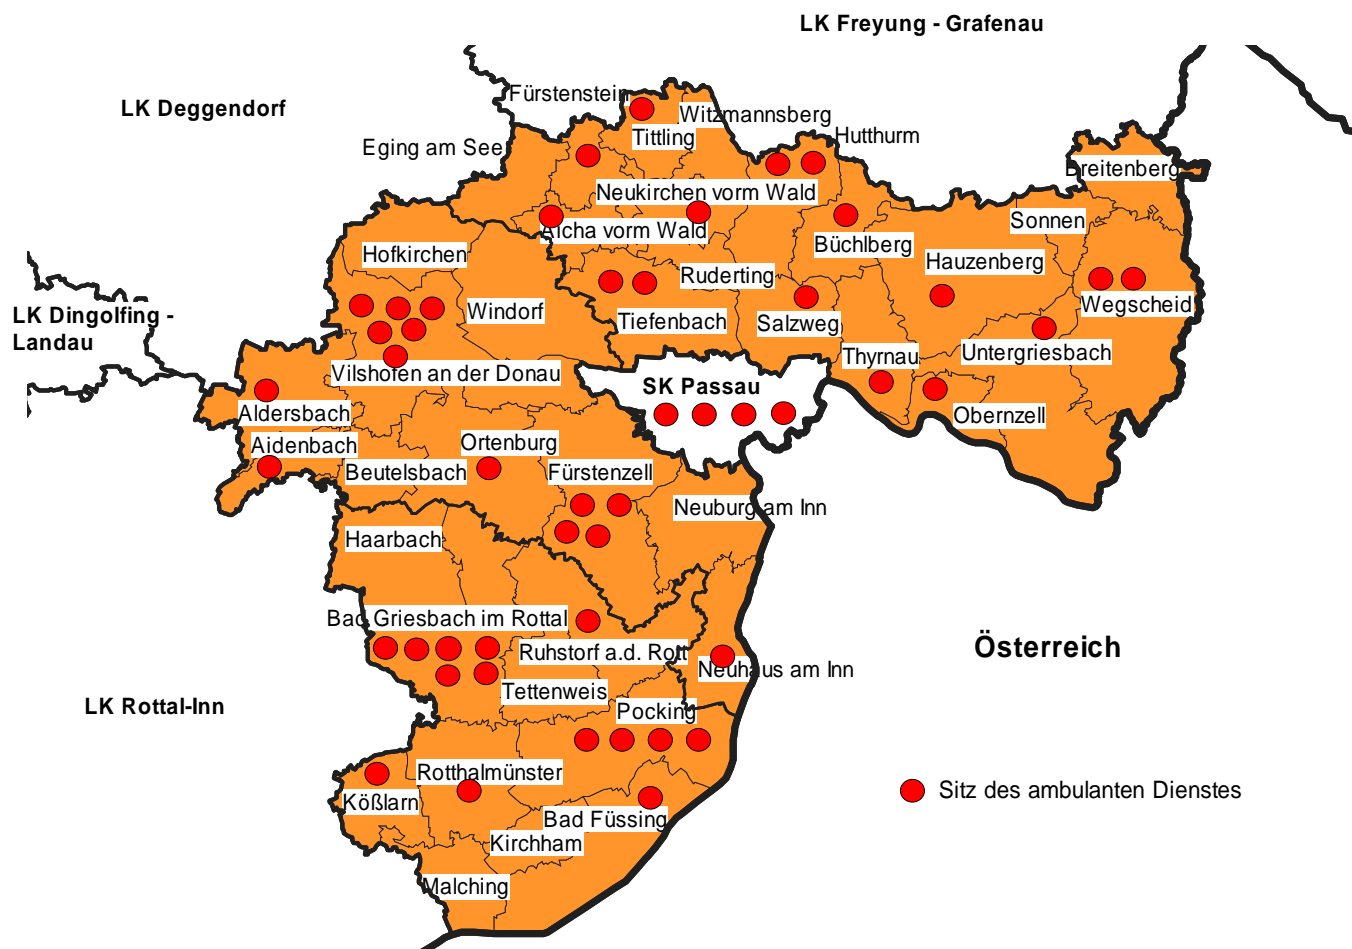 LK Freyung - Grafenau
LK Deggendorf
Fürstenstein
Tittling
Witzmannsberg
Hutthurm
Eging am See
Breitenberg
Neukirchen vorm Wald
Aicha vorm Wald
Büchlberg
Sonnen
Hofkirchen
Hauzenberg
Ruderting
Wegscheid
LK Dingolfing -
Landau
Windorf
Tiefenbach
Salzweg
Thyrnau
Untergriesbach
Vilshofen an der Donau
SK Passau
Aldersbach
Obernzell
Aidenbach
Ortenburg
Beutelsbach
Fürstenzell
Neuburg am Inn
Haarbach
Bad Griesbach im Rottal
Ruhstorf a.d. Rott
Österreich
Neuhaus am Inn
Tettenweis
LK Rottal-Inn
Pocking
Rotthalmünster
Sitz des ambulanten Dienstes
Kößlarn
Bad Füssing
Kirchham
Malching